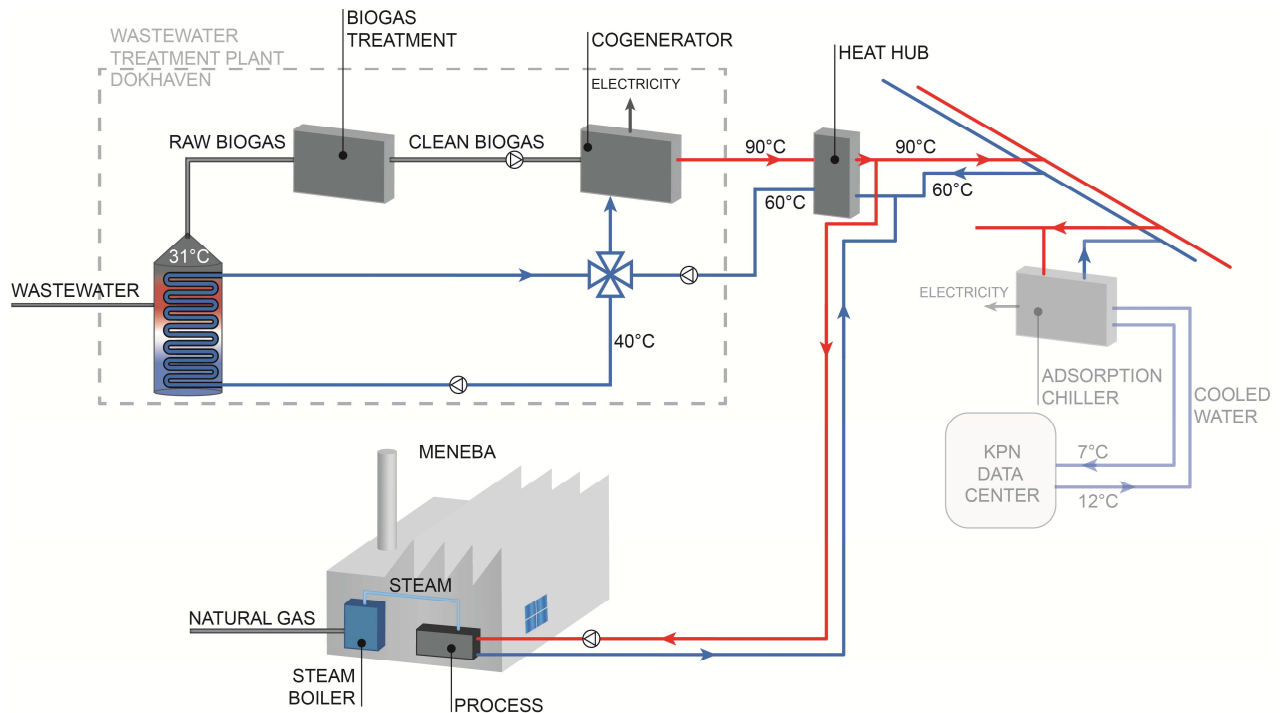 BIOGAS
TREATMENT
WASTEWATER
TREATMENT PLANT
DOKHAVEN
COGENERATOR
HEAT HUB
ELECTRICITY
RAW BIOGAS
CLEAN BIOGAS
90°C
90°C
60°C
60°C
31°C
WASTEWATER
40°C
ELECTRICITY
ADSORPTION
CHILLER
COOLED
WATER
KPN
DATA
CENTER
7°C
12°C
MENEBA
STEAM
NATURAL GAS
STEAM
BOILER
PROCESS